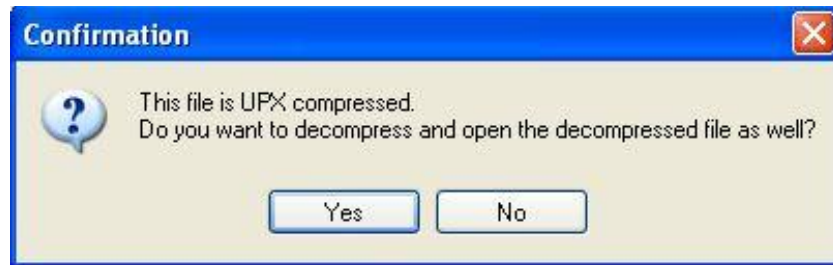 Confirmation
This file is UPX compressed.
Do you want to decompress and open the decompressed file as well?
Yes
No